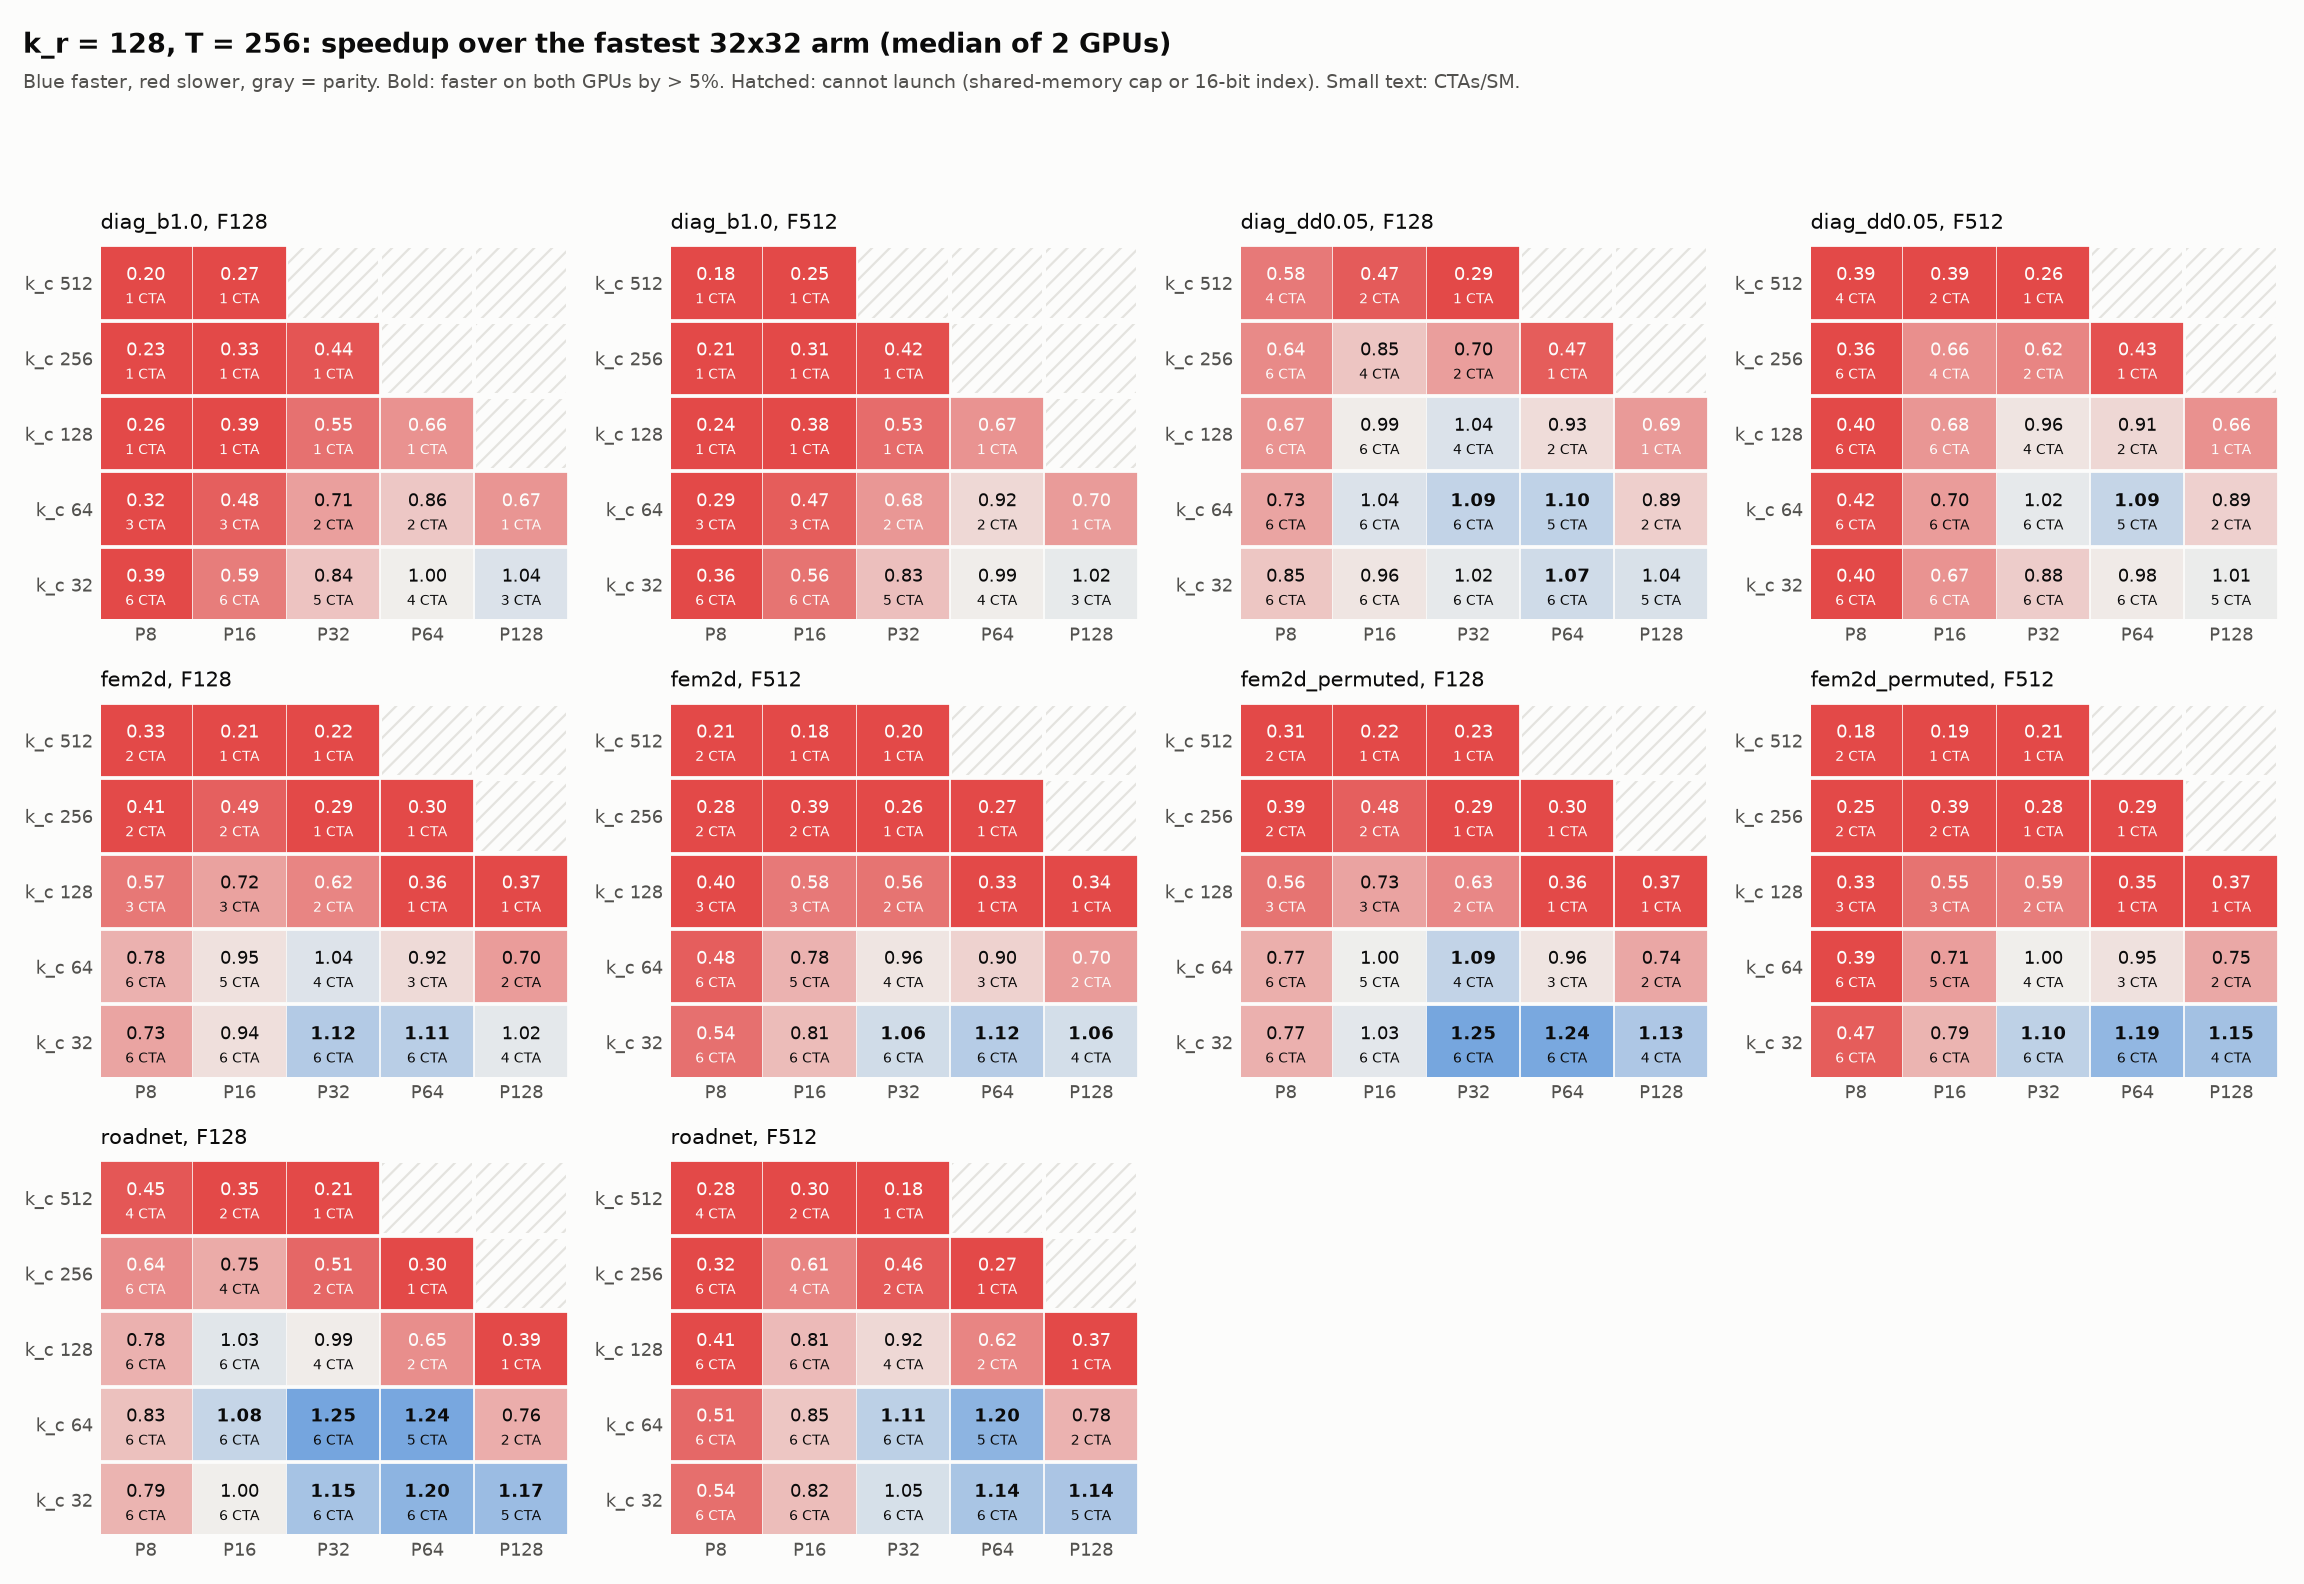 k_r = 128, T = 256: speedup over the fastest 32x32 arm (median of 2 GPUs)
Blue faster, red slower, gray = parity. Bold: faster on both GPUs by > 5%. Hatched: cannot launch (shared-memory cap or 16-bit index). Small text: CTAs/SM.
diag_b1.0, F128
k_c 512 0.20 0.27
1 CTA 1 CTA
k_c 256 0.23 0.33 0.44
1 CTA 1 CTA 1 CTA
k_c 128 0.26 0.39 0.55 0.66
1 CTA 1 CTA 1 CTA 1 CTA
k_c 64 0.32 0.48 0.71 0.86 0.67
3 CTA 3 CTA 2 CTA 2 CTA 1 CTA
k_c 32 0.39 0.59 0.84 1.00 1.04
6 CTA 6 CTA 5 CTA 4 CTA 3 CTA
P8 P16 P32 P64 P128
diag_b1.0, F512
k_c 512 0.18 0.25
1 CTA 1 CTA
k_c 256 0.21 0.31 0.42
1 CTA 1 CTA 1 CTA
k_c 128 0.24 0.38 0.53 0.67
1 CTA 1 CTA 1 CTA 1 CTA
k_c 64 0.29 0.47 0.68 0.92 0.70
3 CTA 3 CTA 2 CTA 2 CTA 1 CTA
k_c 32 0.36 0.56 0.83 0.99 1.02
6 CTA 6 CTA 5 CTA 4 CTA 3 CTA
P8 P16 P32 P64 P128
diag_dd0.05, F128
k_c 512 0.58 0.47 0.29
4 CTA 2 CTA 1 CTA
k_c 256 0.64 0.85 0.70 0.47
6 CTA 4 CTA 2 CTA 1 CTA
k_c 128 0.67 0.99 1.04 0.93 0.69
6 CTA 6 CTA 4 CTA 2 CTA 1 CTA
k_c 64 0.73 1.04 1.09 1.10 0.89
6 CTA 6 CTA 6 CTA 5 CTA 2 CTA
k_c 32 0.85 0.96 1.02 1.07 1.04
6 CTA 6 CTA 6 CTA 6 CTA 5 CTA
P8 P16 P32 P64 P128
diag_dd0.05, F512
k_c 512 0.39 0.39 0.26
4 CTA 2 CTA 1 CTA
k_c 256 0.36 0.66 0.62 0.43
6 CTA 4 CTA 2 CTA 1 CTA
k_c 128 0.40 0.68 0.96 0.91 0.66
6 CTA 6 CTA 4 CTA 2 CTA 1 CTA
k_c 64 0.42 0.70 1.02 1.09 0.89
6 CTA 6 CTA 6 CTA 5 CTA 2 CTA
k_c 32 0.40 0.67 0.88 0.98 1.01
6 CTA 6 CTA 6 CTA 6 CTA 5 CTA
P8 P16 P32 P64 P128
fem2d, F128
k_c 512 0.33 0.21 0.22
2 CTA 1 CTA 1 CTA
k_c 256 0.41 0.49 0.29 0.30
2 CTA 2 CTA 1 CTA 1 CTA
k_c 128 0.57 0.72 0.62 0.36 0.37
3 CTA 3 CTA 2 CTA 1 CTA 1 CTA
k_c 64 0.78 0.95 1.04 0.92 0.70
6 CTA 5 CTA 4 CTA 3 CTA 2 CTA
k_c 32 0.73 0.94 1.12 1.11 1.02
6 CTA 6 CTA 6 CTA 6 CTA 4 CTA
P8 P16 P32 P64 P128
fem2d, F512
k_c 512 0.21 0.18 0.20
2 CTA 1 CTA 1 CTA
k_c 256 0.28 0.39 0.26 0.27
2 CTA 2 CTA 1 CTA 1 CTA
k_c 128 0.40 0.58 0.56 0.33 0.34
3 CTA 3 CTA 2 CTA 1 CTA 1 CTA
k_c 64 0.48 0.78 0.96 0.90 0.70
6 CTA 5 CTA 4 CTA 3 CTA 2 CTA
k_c 32 0.54 0.81 1.06 1.12 1.06
6 CTA 6 CTA 6 CTA 6 CTA 4 CTA
P8 P16 P32 P64 P128
fem2d_permuted, F128
k_c 512 0.31 0.22 0.23
2 CTA 1 CTA 1 CTA
k_c 256 0.39 0.48 0.29 0.30
2 CTA 2 CTA 1 CTA 1 CTA
k_c 128 0.56 0.73 0.63 0.36 0.37
3 CTA 3 CTA 2 CTA 1 CTA 1 CTA
k_c 64 0.77 1.00 1.09 0.96 0.74
6 CTA 5 CTA 4 CTA 3 CTA 2 CTA
k_c 32 0.77 1.03 1.25 1.24 1.13
6 CTA 6 CTA 6 CTA 6 CTA 4 CTA
P8 P16 P32 P64 P128
fem2d_permuted, F512
k_c 512 0.18 0.19 0.21
2 CTA 1 CTA 1 CTA
k_c 256 0.25 0.39 0.28 0.29
2 CTA 2 CTA 1 CTA 1 CTA
k_c 128 0.33 0.55 0.59 0.35 0.37
3 CTA 3 CTA 2 CTA 1 CTA 1 CTA
k_c 64 0.39 0.71 1.00 0.95 0.75
6 CTA 5 CTA 4 CTA 3 CTA 2 CTA
k_c 32 0.47 0.79 1.10 1.19 1.15
6 CTA 6 CTA 6 CTA 6 CTA 4 CTA
P8 P16 P32 P64 P128
roadnet, F128
k_c 512 0.45 0.35 0.21
4 CTA 2 CTA 1 CTA
k_c 256 0.64 0.75 0.51 0.30
6 CTA 4 CTA 2 CTA 1 CTA
k_c 128 0.78 1.03 0.99 0.65 0.39
6 CTA 6 CTA 4 CTA 2 CTA 1 CTA
k_c 64 0.83 1.08 1.25 1.24 0.76
6 CTA 6 CTA 6 CTA 5 CTA 2 CTA
k_c 32 0.79 1.00 1.15 1.20 1.17
6 CTA 6 CTA 6 CTA 6 CTA 5 CTA
P8 P16 P32 P64 P128
roadnet, F512
k_c 512 0.28 0.30 0.18
4 CTA 2 CTA 1 CTA
k_c 256 0.32 0.61 0.46 0.27
6 CTA 4 CTA 2 CTA 1 CTA
k_c 128 0.41 0.81 0.92 0.62 0.37
6 CTA 6 CTA 4 CTA 2 CTA 1 CTA
k_c 64 0.51 0.85 1.11 1.20 0.78
6 CTA 6 CTA 6 CTA 5 CTA 2 CTA
k_c 32 0.54 0.82 1.05 1.14 1.14
6 CTA 6 CTA 6 CTA 6 CTA 5 CTA
P8 P16 P32 P64 P128